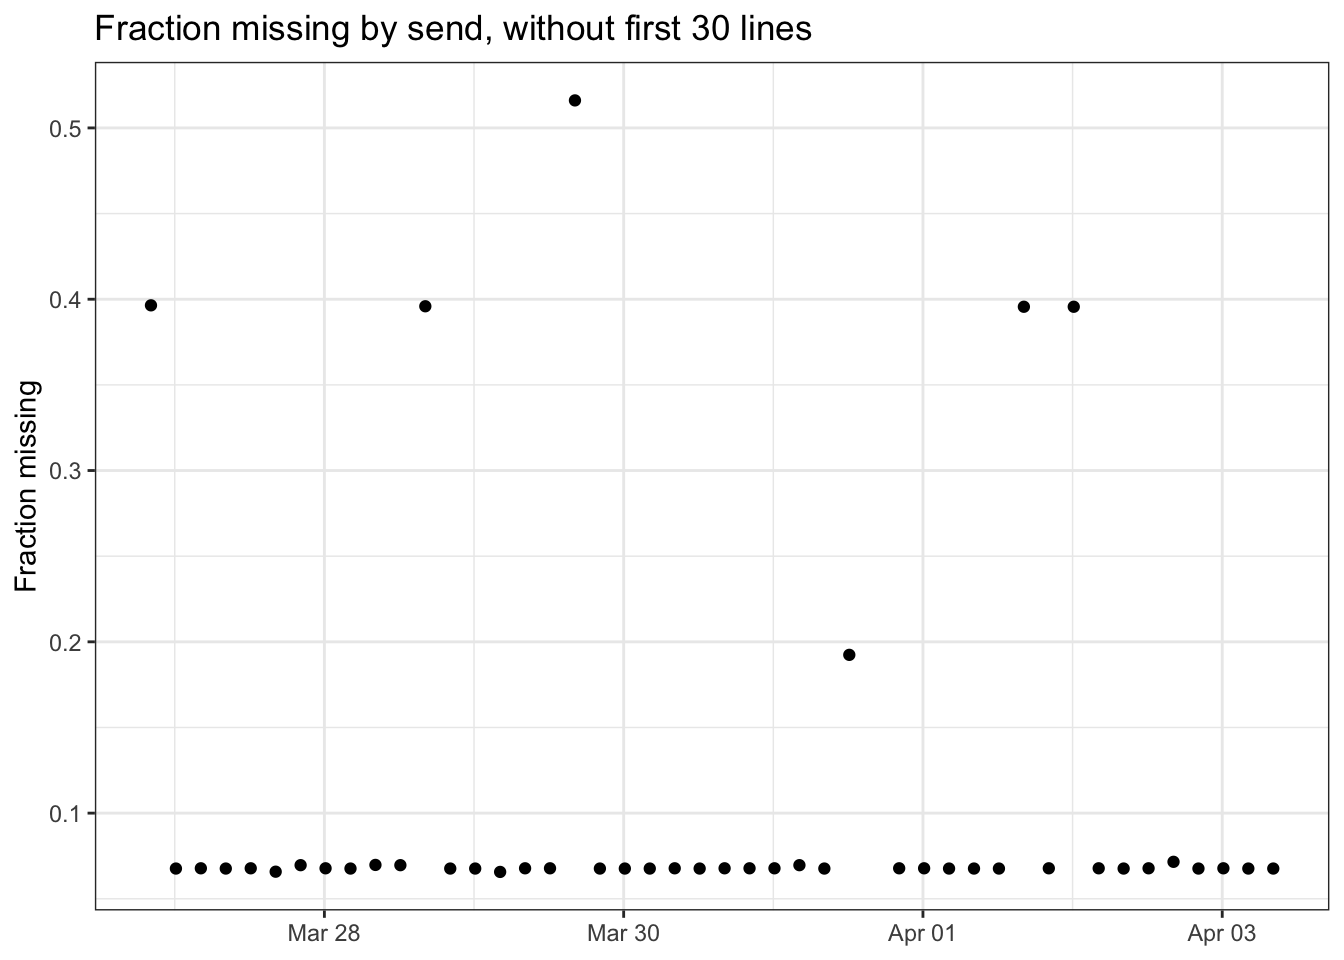 Fraction missing by send, without first 30 lines
Fraction missing
0.5
0.4
0.3
0.2
0.1
Mar 28
Mar 30
Apr 01
Apr 03